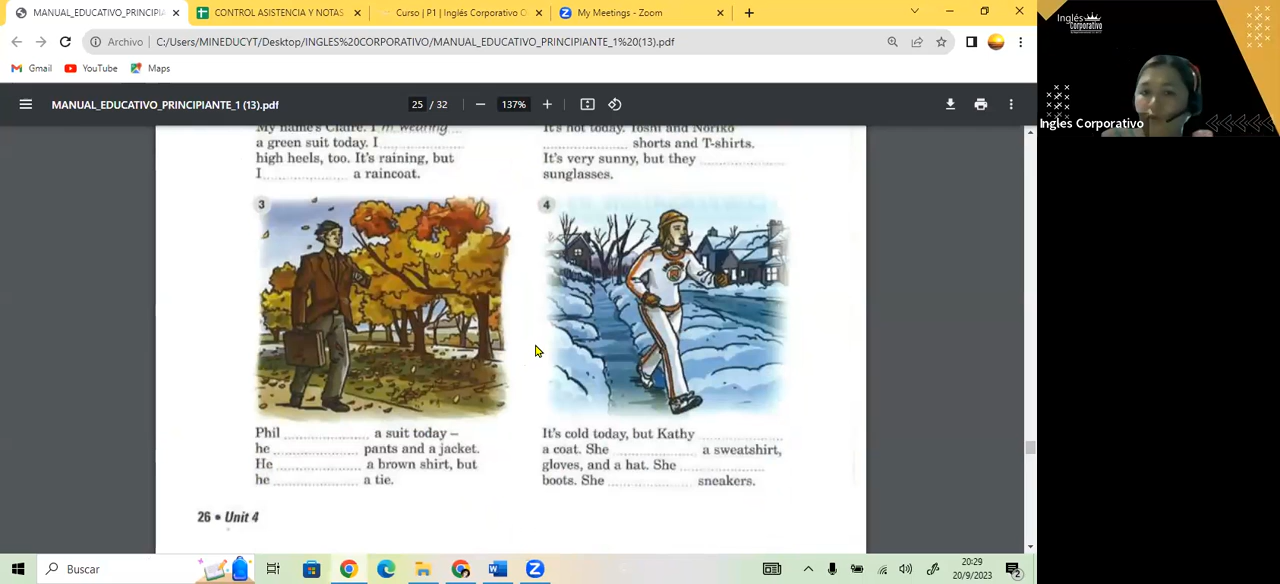 MANUAL_EDUCATIVO_PRINCIPIA
CONTROL ASISTENCIA Y NOTAS
Curso | P1 | Inglés Corporativo O
My Meetings - Zoom
Archivo
C:/Users/MINEDUCYT/Desktop/INGLES%20CORPORATIVO/MANUAL_EDUCATIVO_PRINCIPIANTE_1%20(13).pdf
Gmail
YouTube
Maps
MANUAL_EDUCATIVO_PRINCIPIANTE_1 (13).pdf
25 / 32
137%
My name's Claire. I 'm wearing
a green suit today. I
high heels, too. It's raining, but
I a raincoat.
It's hot today. Toshi and Noriko
shorts and T-shirts.
It's very sunny, but they
sunglasses.
3
4
Phil a suit today –
he pants and a jacket.
He a brown shirt, but
he a tie.
It's cold today, but Kathy
a coat. She a sweatshirt,
gloves, and a hat. She
boots. She sneakers.
26 • Unit 4
Inglés
Corporativo
Ingles Corporativo
Buscar
20:29
20/9/2023
2